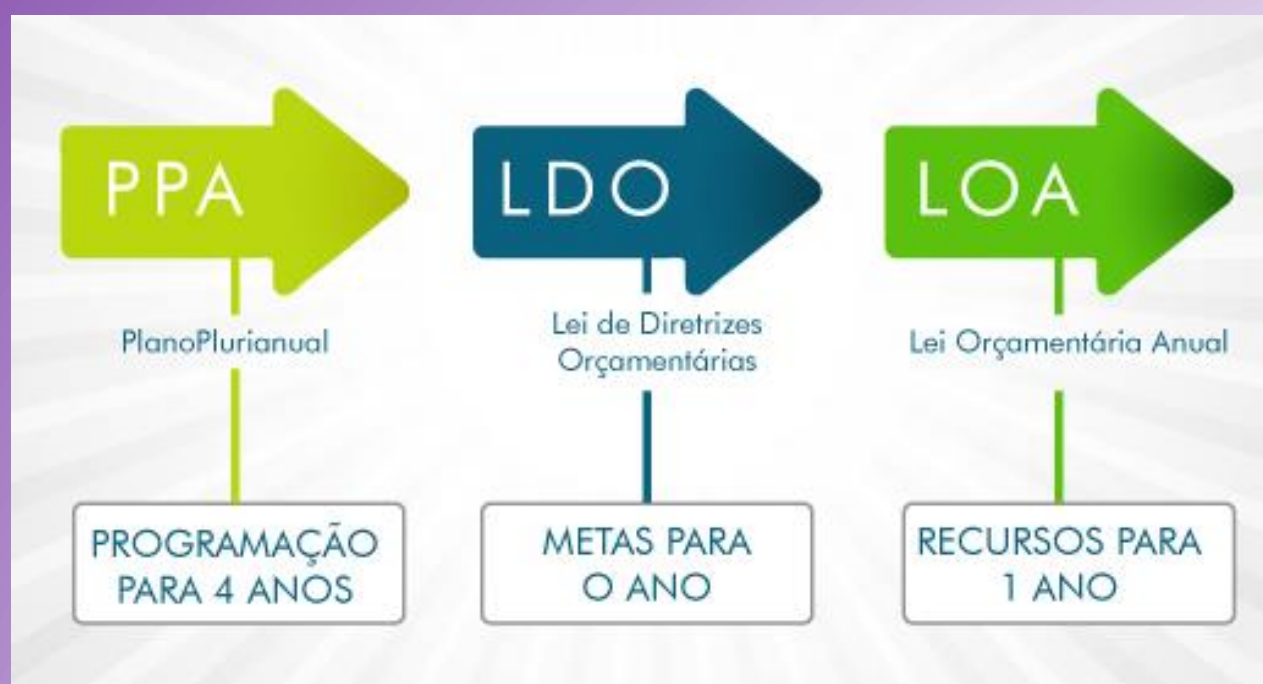 PPA
PlanoPlurianual
PROGRAMAÇÃO
PARA 4 ANOS
LDO
Lei de Diretrizes
Orçamentárias
METAS PARA
O ANO
LOA
Lei Orçamentária Anual
RECURSOS PARA
1 ANO